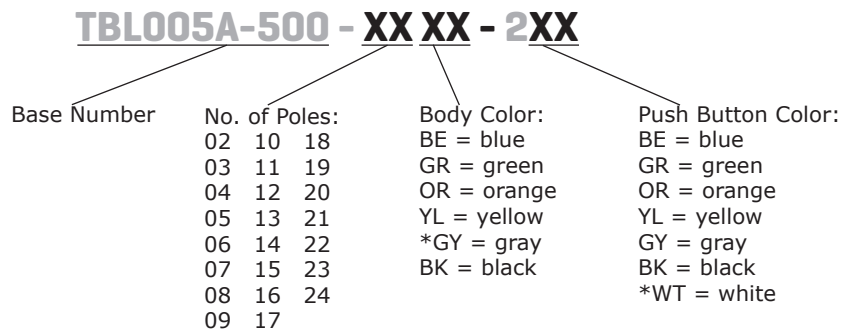 TBL005A-500 - XX XX - 2XX
Base Number
No. of Poles:
02 10 18
03 11 19
04 12 20
05 13 21
06 14 22
07 15 23
08 16 24
09 17
Body Color:
BE = blue
GR = green
OR = orange
YL = yellow
*GY = gray
BK = black
Push Button Color:
BE = blue
GR = green
OR = orange
YL = yellow
GY = gray
BK = black
*WT = white